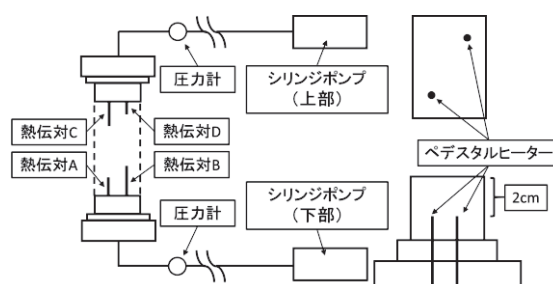 圧力計
シリンジポンプ
(上部)
熱伝対C
熱伝対D
熱伝対A
熱伝対B
ペデスタルヒーター
圧力計
シリンジポンプ
(下部)
2cm